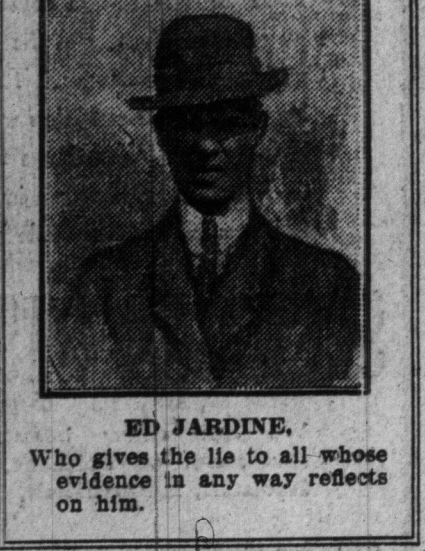 ED JARDINE,
Who gives the lie to all whose
evidence in any way reflects
on him.